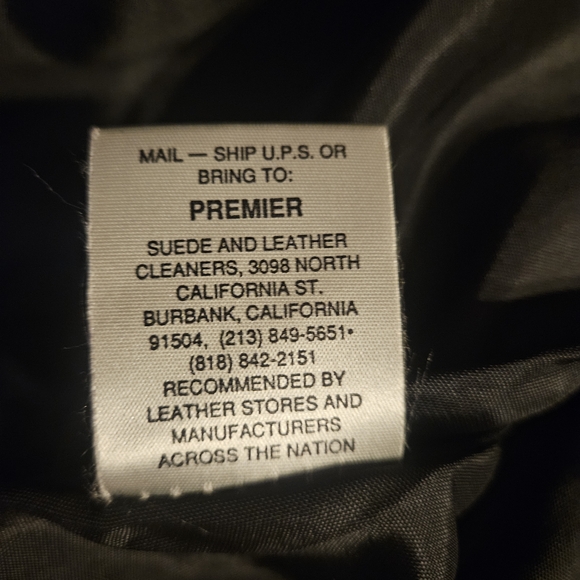 MAIL — SHIP U.P.S. OR
BRING TO:
PREMIER
SUEDE AND LEATHER
CLEANERS, 3098 NORTH
CALIFORNIA ST.
BURBANK, CALIFORNIA
91504, (213) 849-5651•
(818) 842-2151
RECOMMENDED BY
LEATHER STORES AND
MANUFACTURERS
ACROSS THE NATION